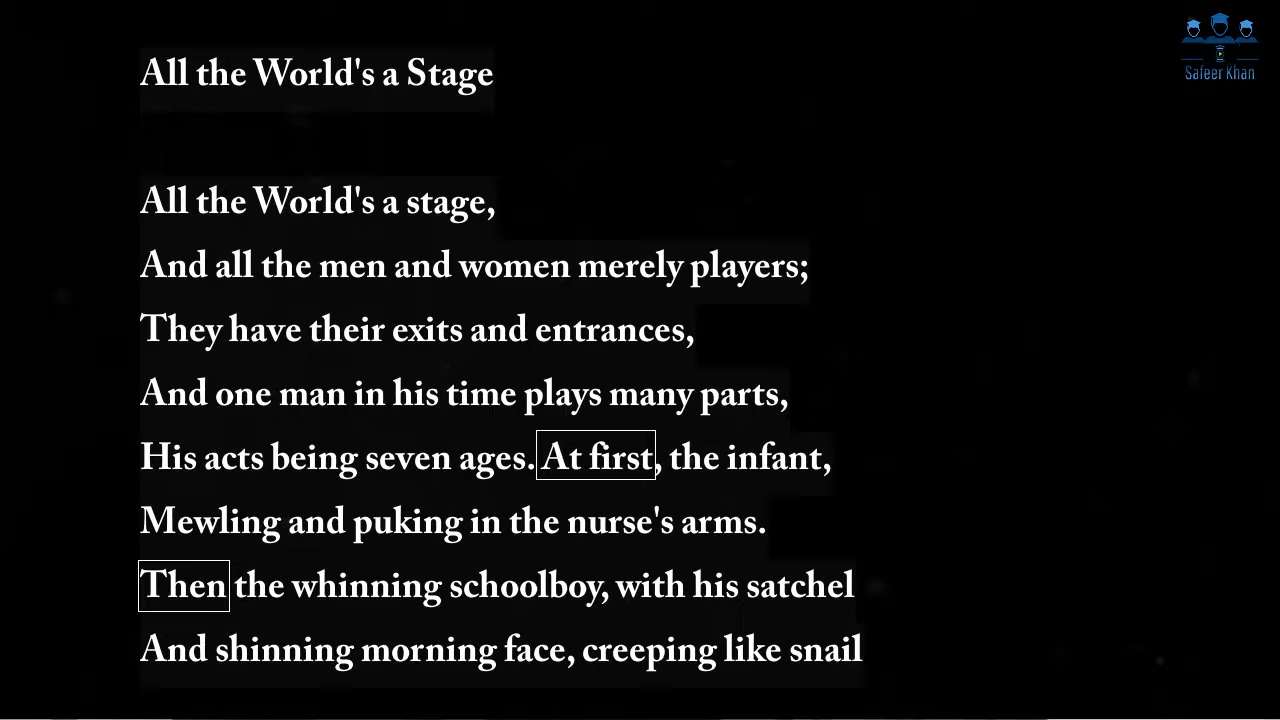 All the World's a Stage
Safeer Khan
All the World's a stage,
And all the men and women merely players;
They have their exits and entrances,
And one man in his time plays many parts,
His acts being seven ages. At first, the infant,
Mewling and puking in the nurse's arms.
Then the whinning schoolboy, with his satchel
And shinning morning face, creeping like snail